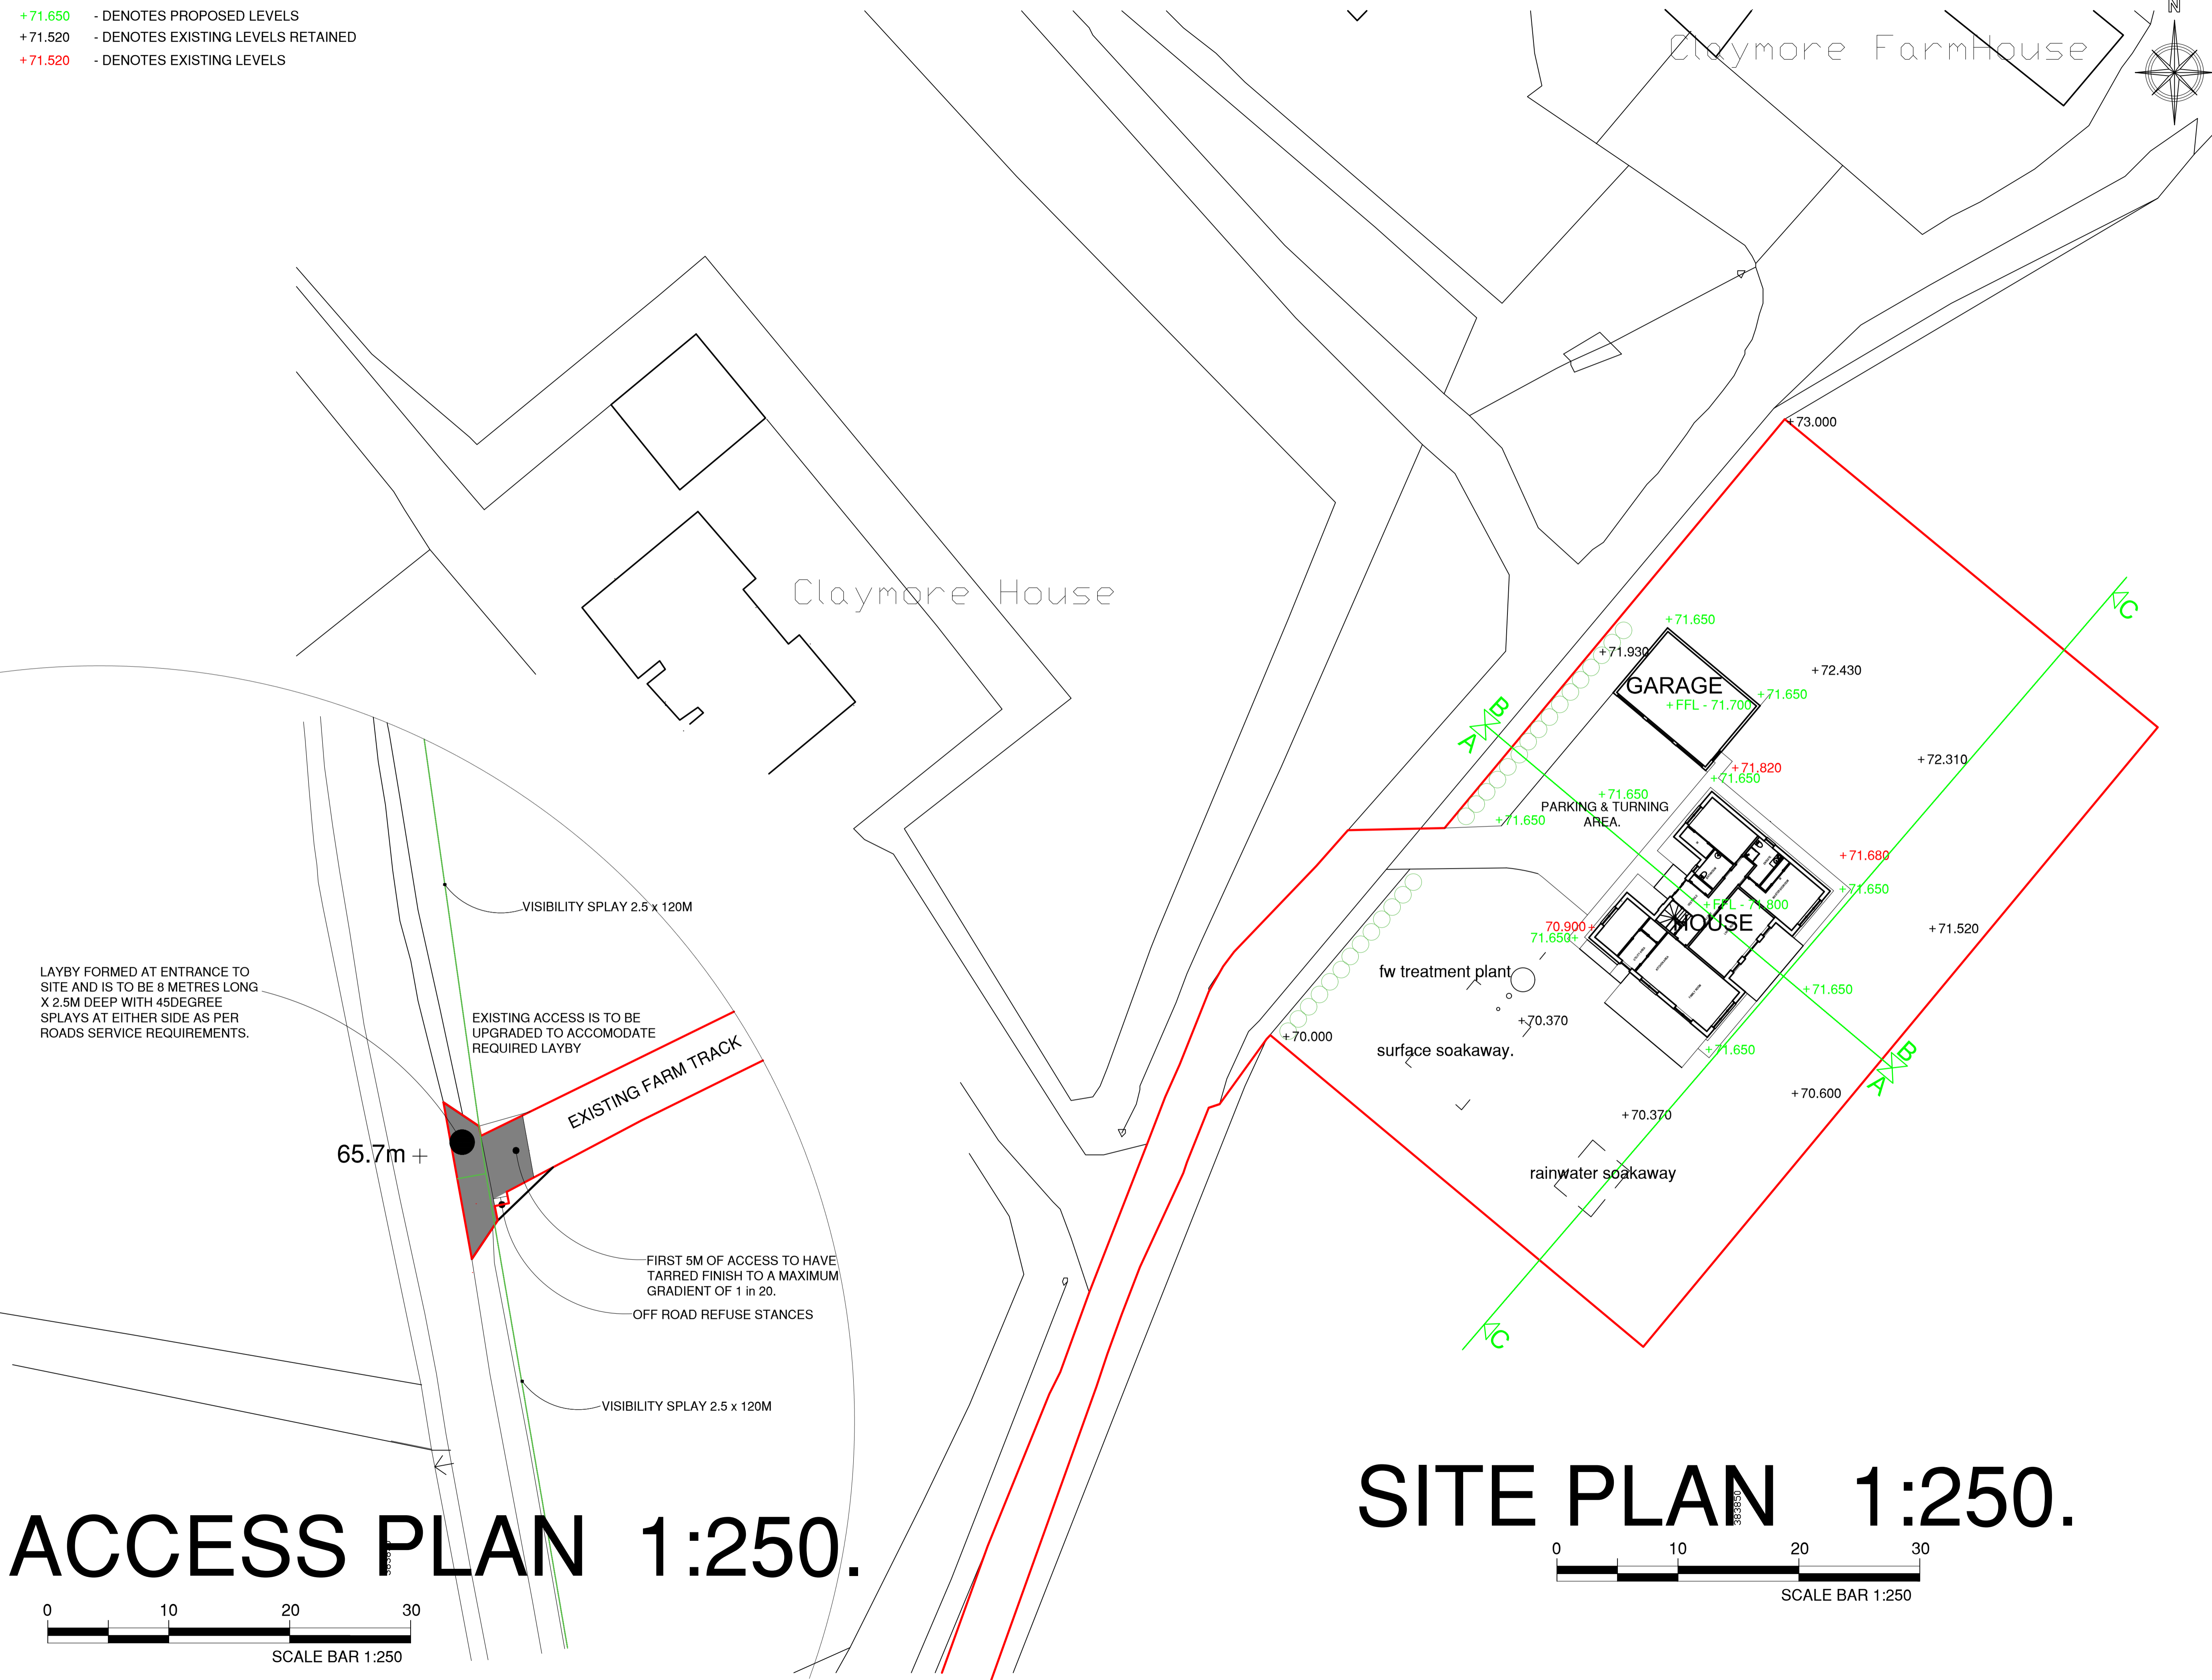 +71.650 - DENOTES PROPOSED LEVELS
+71.520 - DENOTES EXISTING LEVELS RETAINED
+71.520 - DENOTES EXISTING LEVELS
N
Claymore FarmHouse
Claymore House
+73.000
C
+71.650
+71.930
GARAGE
+FFL - 71.700
+71.650
+72.430
B
A
+71.820
+71.650
+72.310
+71.650
PARKING & TURNING
AREA.
+71.650
+71.680
+71.650
+FFL - 71.800
HOUSE
+71.520
70.900+
71.650+
fw treatment plant
+71.650
+70.370
+70.000
surface soakaway.
+71.650
B
A
+70.600
+70.370
rainwater soakaway
C
VISIBILITY SPLAY 2.5 x 120M
LAYBY FORMED AT ENTRANCE TO
SITE AND IS TO BE 8 METRES LONG
X 2.5M DEEP WITH 45DEGREE
SPLAYS AT EITHER SIDE AS PER
ROADS SERVICE REQUIREMENTS.
EXISTING ACCESS IS TO BE
UPGRADED TO ACCOMODATE
REQUIRED LAYBY
EXISTING FARM TRACK
65.7m +
FIRST 5M OF ACCESS TO HAVE
TARRED FINISH TO A MAXIMUM
GRADIENT OF 1 in 20.
OFF ROAD REFUSE STANCES
VISIBILITY SPLAY 2.5 x 120M
ACCESS PLAN 1:250.
0 10 20 30
SCALE BAR 1:250
SITE PLAN 1:250.
383850
0 10 20 30
SCALE BAR 1:250